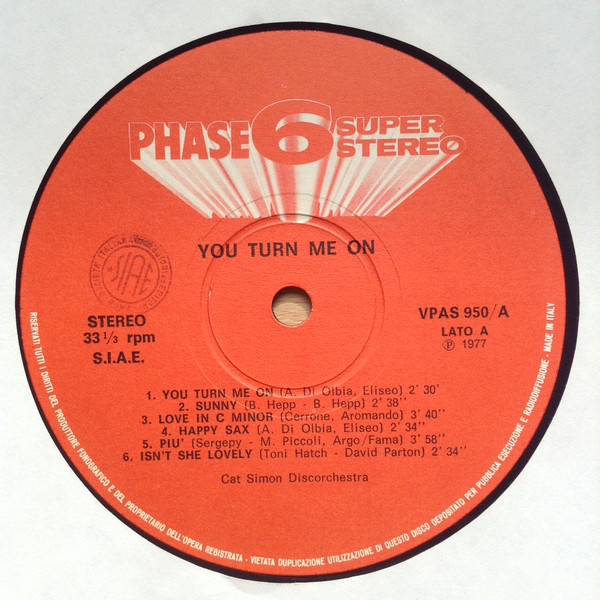 PHASE 6 SUPER STEREO
YOU TURN ME ON
S.I.A.E.
STEREO
33 1/3 rpm
S.I.A.E.
VPAS 950/A
LATO A
Ⓟ 1977
1. YOU TURN ME ON (A. Di Olbia, Eliseo) 2' 30'
2. SUNNY (B. Hepp - B. Hepp) 2' 38''
3. LOVE IN C MINOR (Cerrone, Aromando) 3' 40''
4. HAPPY SAX (A. Di Olbia, Eliseo) 2' 34''
5. PIU' (Sergepy - M. Piccoli, Argo/Fama) 3' 58''
6. ISN'T SHE LOVELY (Toni Hatch - David Parton) 2' 34''
Cat Simon Discorchestra
RISERVATI TUTTI I DIRITTI DEL PRODUTTORE FONOGRAFICO E DEL PROPRIETARIO DELL'OPERA REGISTRATA - VIETATA DUPLICAZIONE UTILIZZAZIONE DI QUESTO DISCO DEPOSITATO PER PUBBLICA ESECUZIONE E RADIODIFFUSIONE - MADE IN ITALY